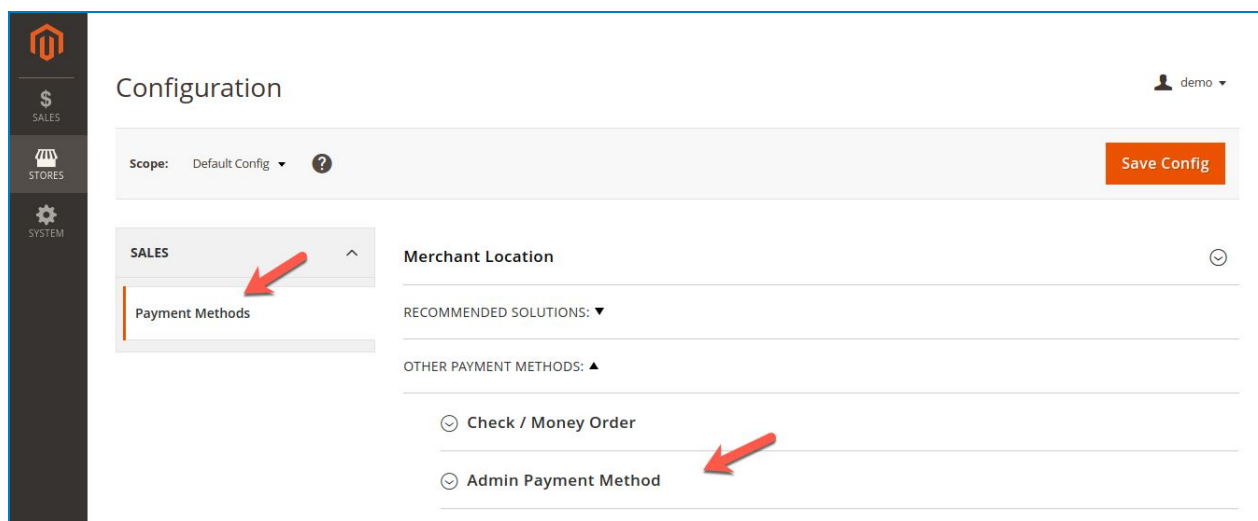 Configuration
demo
$
SALES
STORES
SYSTEM
Scope: Default Config ?
Save Config
SALES
Payment Methods
Merchant Location
RECOMMENDED SOLUTIONS:
OTHER PAYMENT METHODS:
Check / Money Order
Admin Payment Method